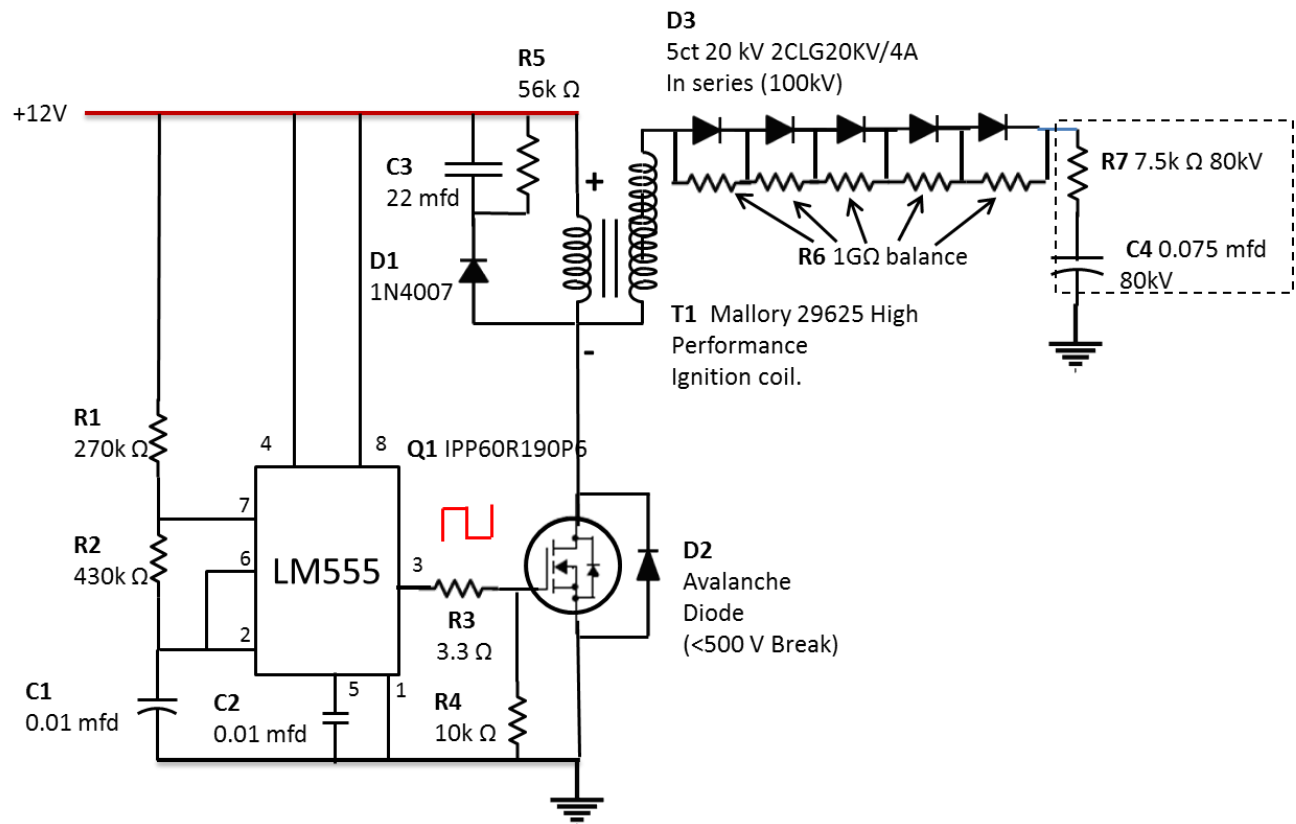 D3
5ct 20 kV 2CLG20KV/4A
In series (100kV)
R5
56k Ω
+12V
C3
22 mfd
+
R7 7.5k Ω 80kV
R6 1GΩ balance
C4 0.075 mfd
80kV
D1
1N4007
T1 Mallory 29625 High
Performance
Ignition coil.
-
R1
270k Ω
4
8
Q1 IPP60R190P6
7
R2
430k Ω
6
LM555
3
D2
Avalanche
Diode
(<500 V Break)
R3
3.3 Ω
2
C1
0.01 mfd
5
1
C2
0.01 mfd
R4
10k Ω